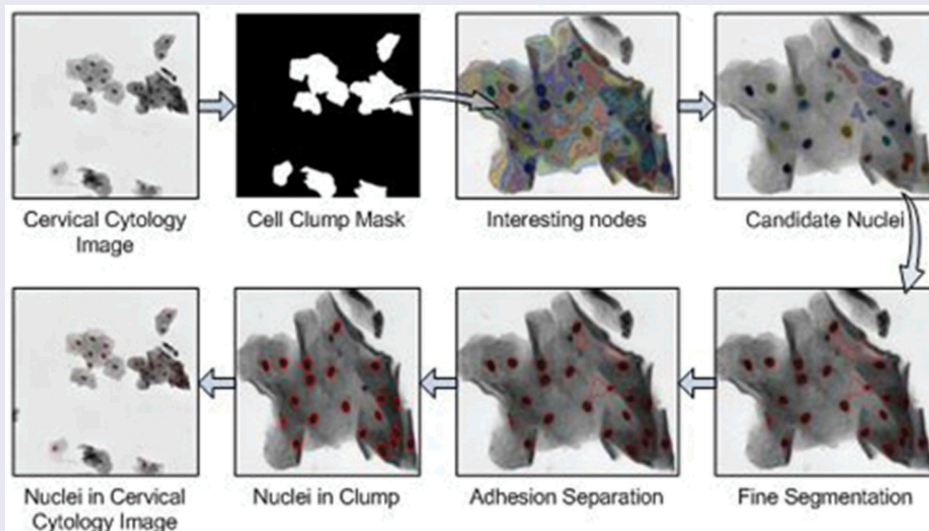 Cervical Cytology
Image
Cell Clump Mask
Interesting nodes
Candidate Nuclei
Nuclei in Cervical
Cytology Image
Nuclei in Clump
Adhesion Separation
Fine Segmentation